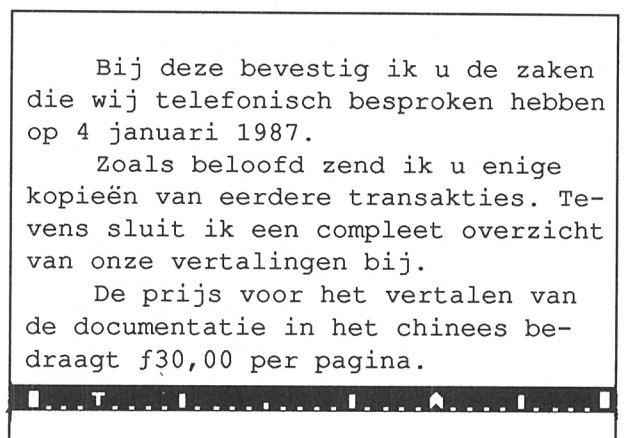 Bij deze bevestig ik u de zaken
die wij telefonisch besproken hebben
op 4 januari 1987.
Zoals beloofd zend ik u enige
kopieën van eerdere transakties. Te-
vens sluit ik een compleet overzicht
van onze vertalingen bij.
De prijs voor het vertalen van
de documentatie in het chinees be-
draagt ƒ30,00 per pagina.